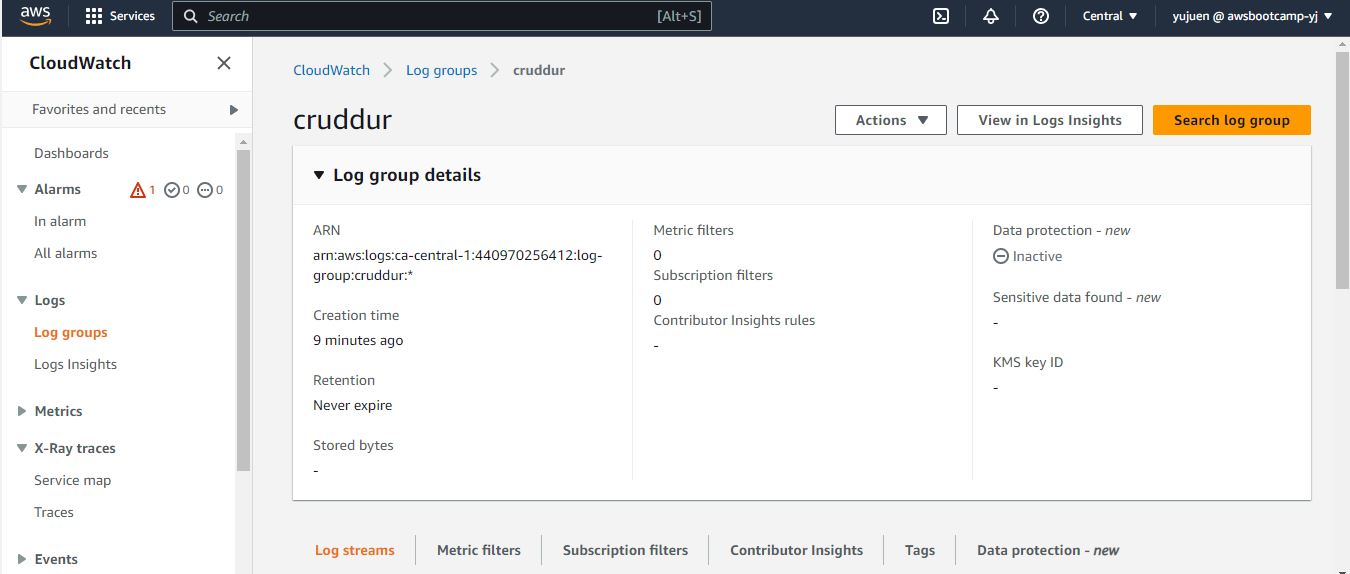 aws
Services
Search
[Alt+S]
Central
yujuen @ awsbootcamp-yj
CloudWatch
Favorites and recents
Dashboards
Alarms
1
0
0
In alarm
All alarms
Logs
Log groups
Logs Insights
Metrics
X-Ray traces
Service map
Traces
Events
CloudWatch
Log groups
cruddur
cruddur
Actions
View in Logs Insights
Search log group
Log group details
ARN
arn:aws:logs:ca-central-1:440970256412:log-
group:cruddur:*
Creation time
9 minutes ago
Retention
Never expire
Stored bytes
-
Metric filters
0
Subscription filters
0
Contributor Insights rules
-
Data protection - new
Inactive
Sensitive data found - new
-
KMS key ID
-
Log streams
Metric filters
Subscription filters
Contributor Insights
Tags
Data protection - new